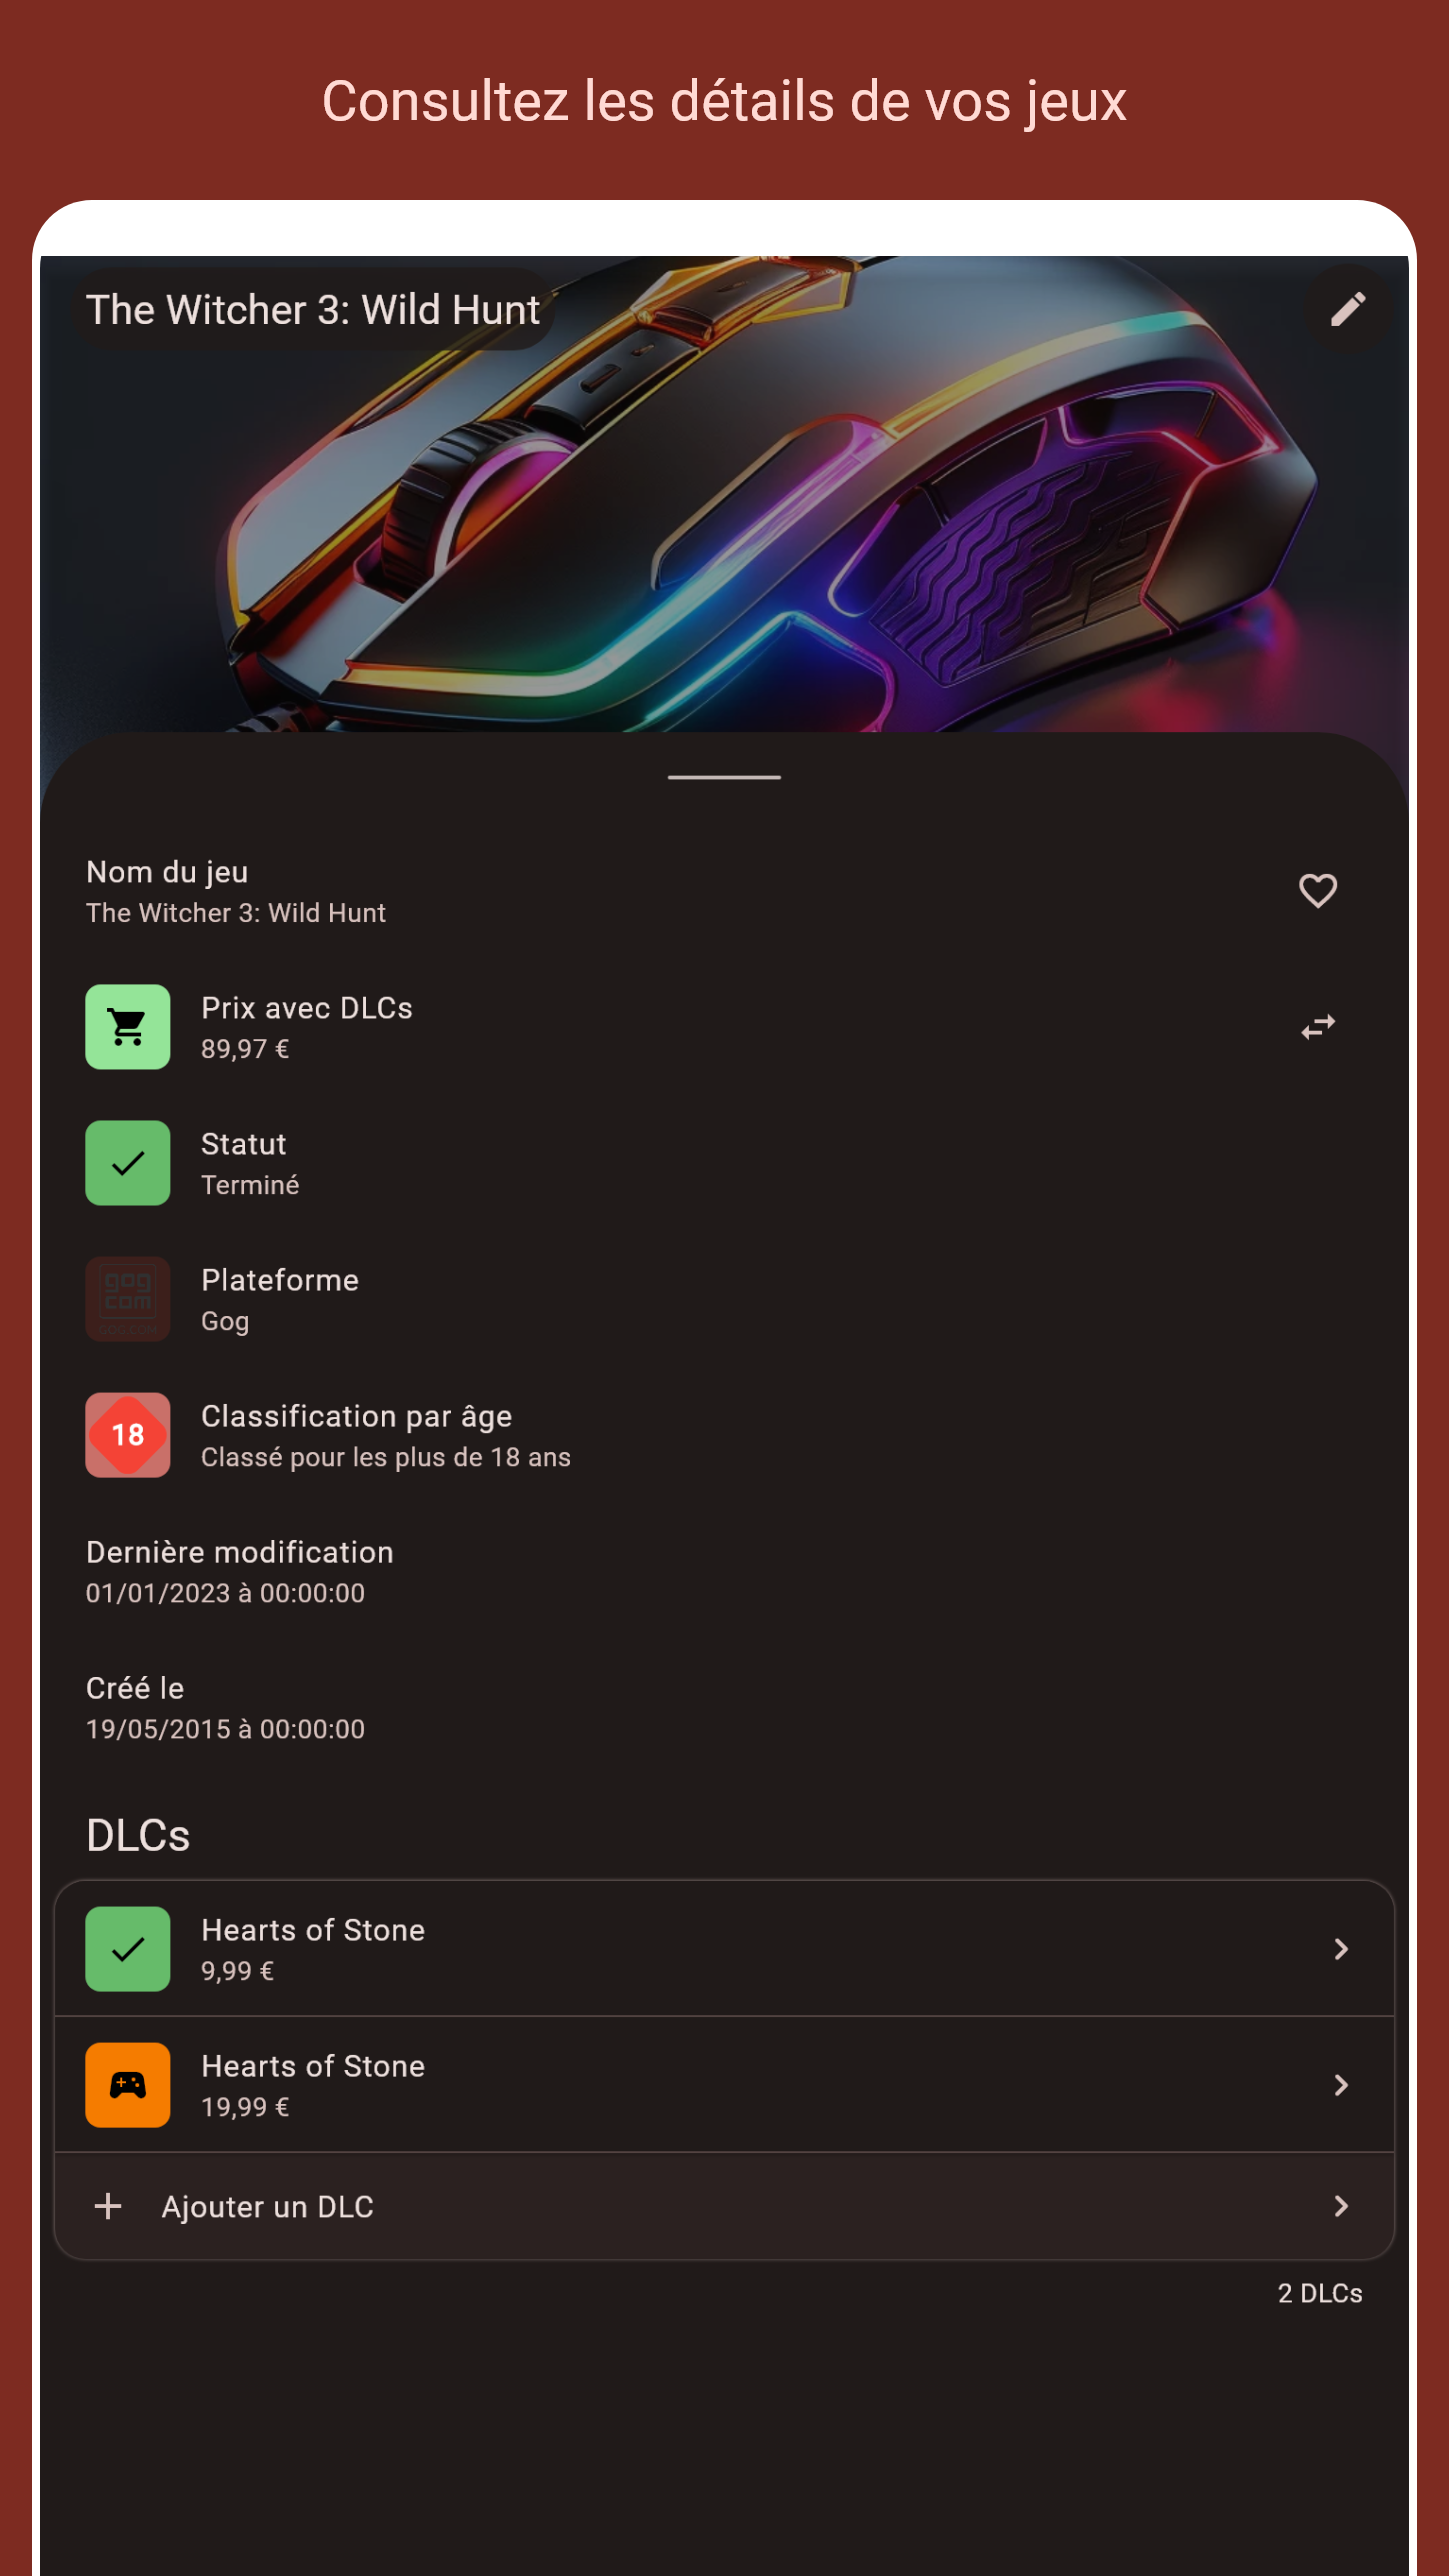 Consultez les détails de vos jeux
The Witcher 3: Wild Hunt
Nom du jeu
The Witcher 3: Wild Hunt
Prix avec DLCs
89,97 €
Statut
Terminé
gog
com
GOG.COM
Plateforme
Gog
18
Classification par âge
Classé pour les plus de 18 ans
Dernière modification
01/01/2023 à 00:00:00
Créé le
19/05/2015 à 00:00:00
DLCs
Hearts of Stone
9,99 €
Hearts of Stone
19,99 €
Ajouter un DLC
2 DLCs